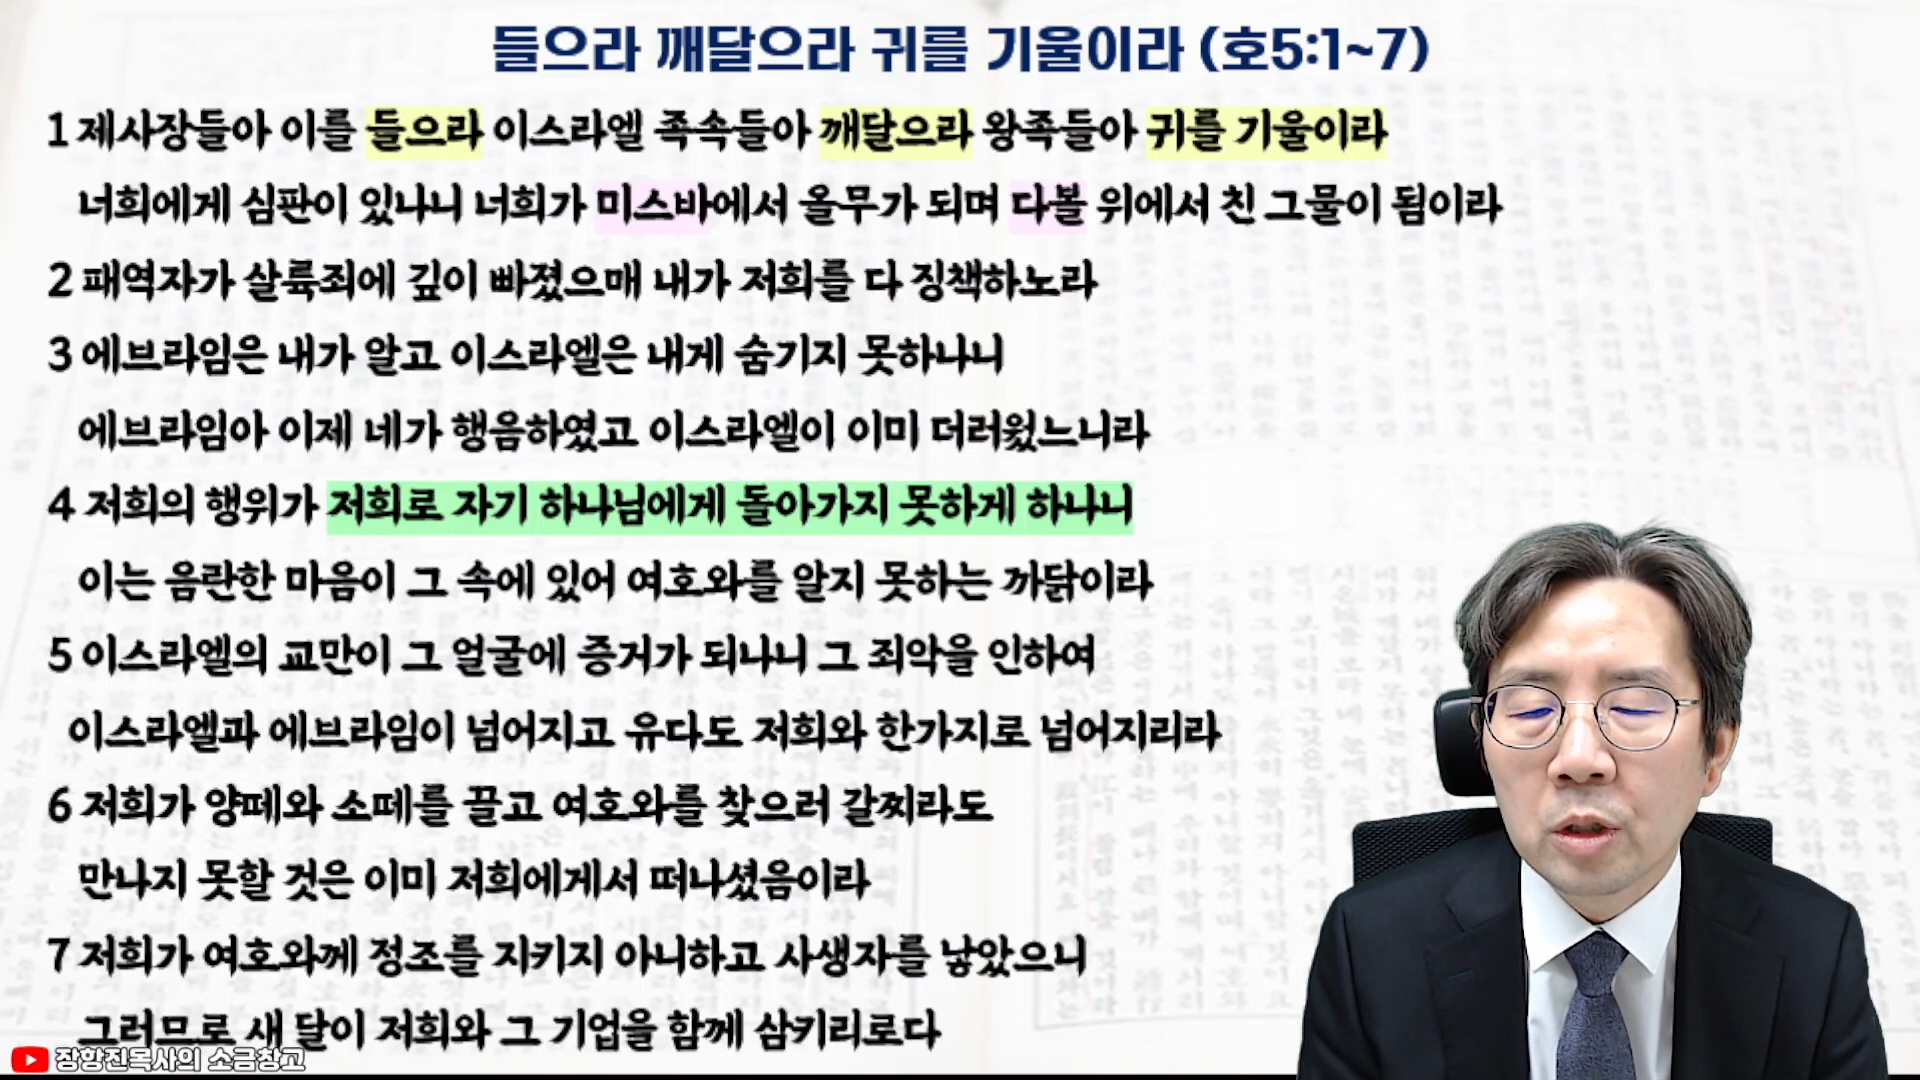 들으라 깨달으라 귀를 기울이라 (호5:1~7)
1 제사장들아 이를 들으라 이스라엘 족속들아 깨달으라 왕족들아 귀를 기울이라
너희에게 심판이 있나니 너희가 미스바에서 올무가 되며 다볼 위에서 친 그물이 됨이라
2 패역자가 살륙죄에 깊이 빠졌으매 내가 저희를 다 징책하노라
3 에브라임은 내가 알고 이스라엘은 내게 숨기지 못하나니
에브라임아 이제 네가 행음하였고 이스라엘이 이미 더러웠느니라
4 저희의 행위가 저희로 자기 하나님에게 돌아가지 못하게 하나니
이는 음란한 마음이 그 속에 있어 여호와를 알지 못하는 까닭이라
5 이스라엘의 교만이 그 얼굴에 증거가 되나니 그 죄악을 인하여
이스라엘과 에브라임이 넘어지고 유다도 저희와 한가지로 넘어지리라
6 저희가 양떼와 소떼를 끌고 여호와를 찾으러 갈찌라도
만나지 못할 것은 이미 저희에게서 떠나셨음이라
7 저희가 여호와께 정조를 지키지 아니하고 사생자를 낳았으니
그러므로 새 달이 저희와 그 기업을 함께 삼키리로다
장항진목사의 소금창고